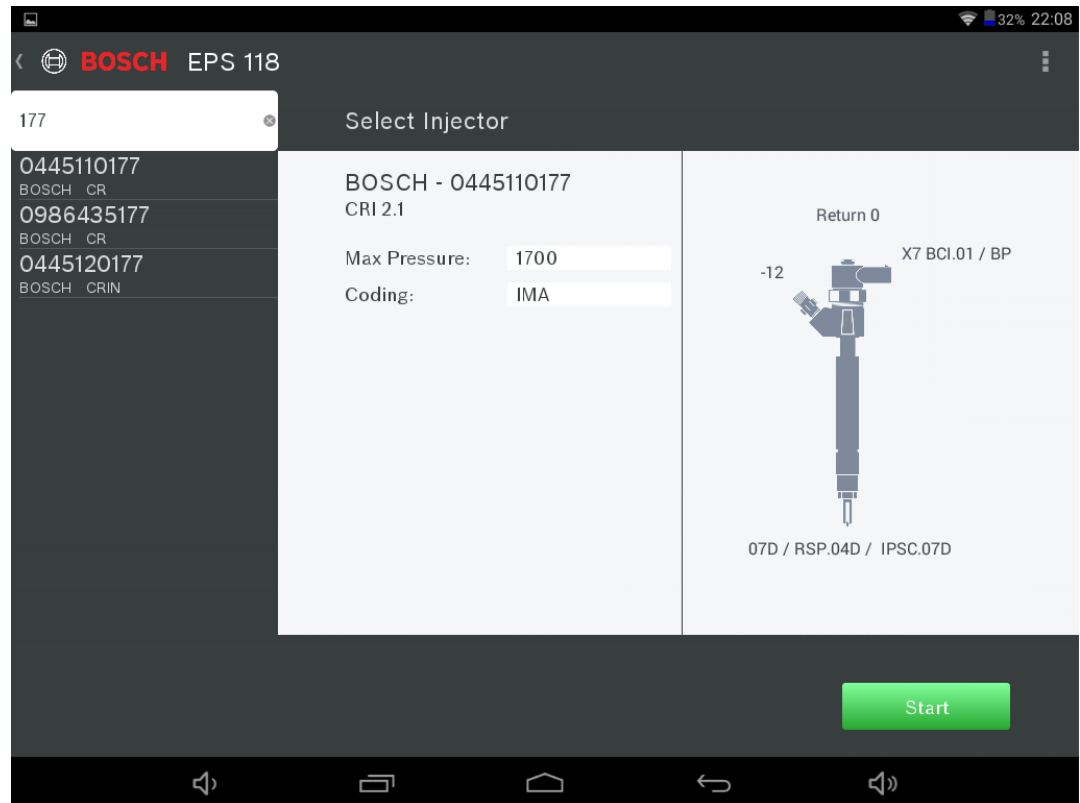 32% 22:08
BOSCH EPS 118
177
Select Injector
0445110177
BOSCH CR
0986435177
BOSCH CR
0445120177
BOSCH CRIN
BOSCH - 0445110177
CRI 2.1
Max Pressure: 1700
Coding: IMA
Return 0
X7 BCI.01 / BP
-12
07D / RSP.04D / IPSC.07D
Start